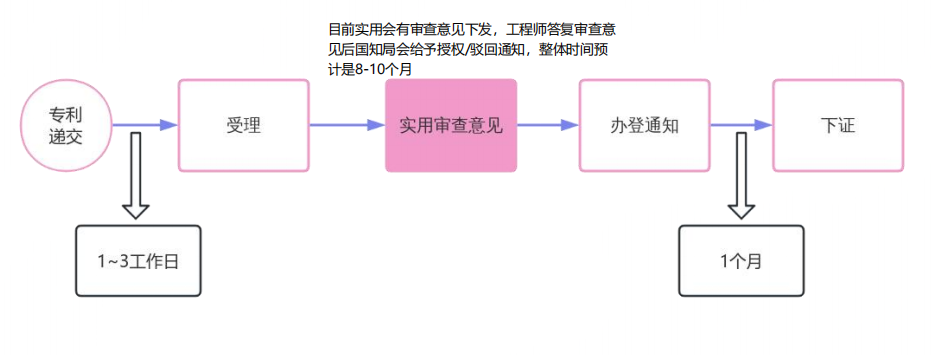 目前实用会有审查意见下发，工程师答复审查意
见后国知局会给予授权/驳回通知，整体时间预
计是8-10个月
专利
递交
受理
实用审查意见
办登通知
下证
1~3工作日
1个月